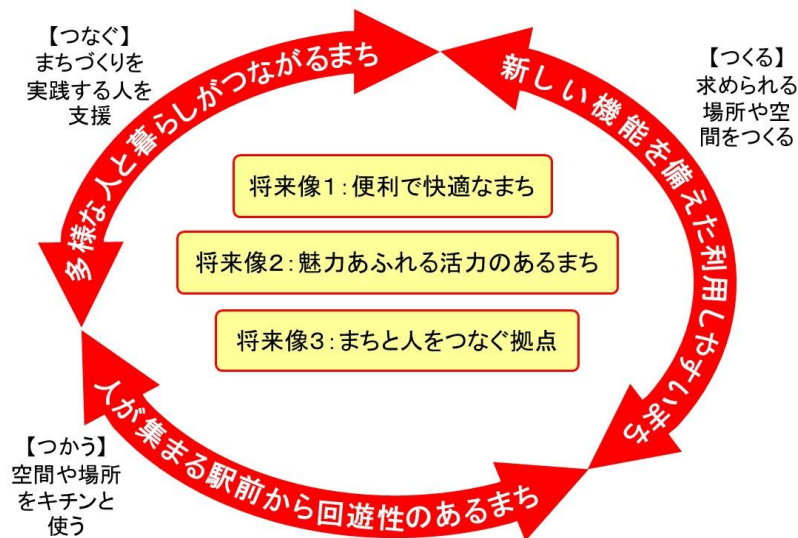 【つなぐ】
まちづくりを
実践する人を
支援
多様な人と暮らしがつながるまち
新しい機能を備えた利用しやすいまち
【つくる】
求められる
場所や空
間をつくる
将来像1：便利で快適なまち
将来像2：魅力あふれる活力のあるまち
将来像3：まちと人をつなぐ拠点
人が集まる駅前から回遊性のあるまち
【つかう】
空間や場所
をキチンと
使う